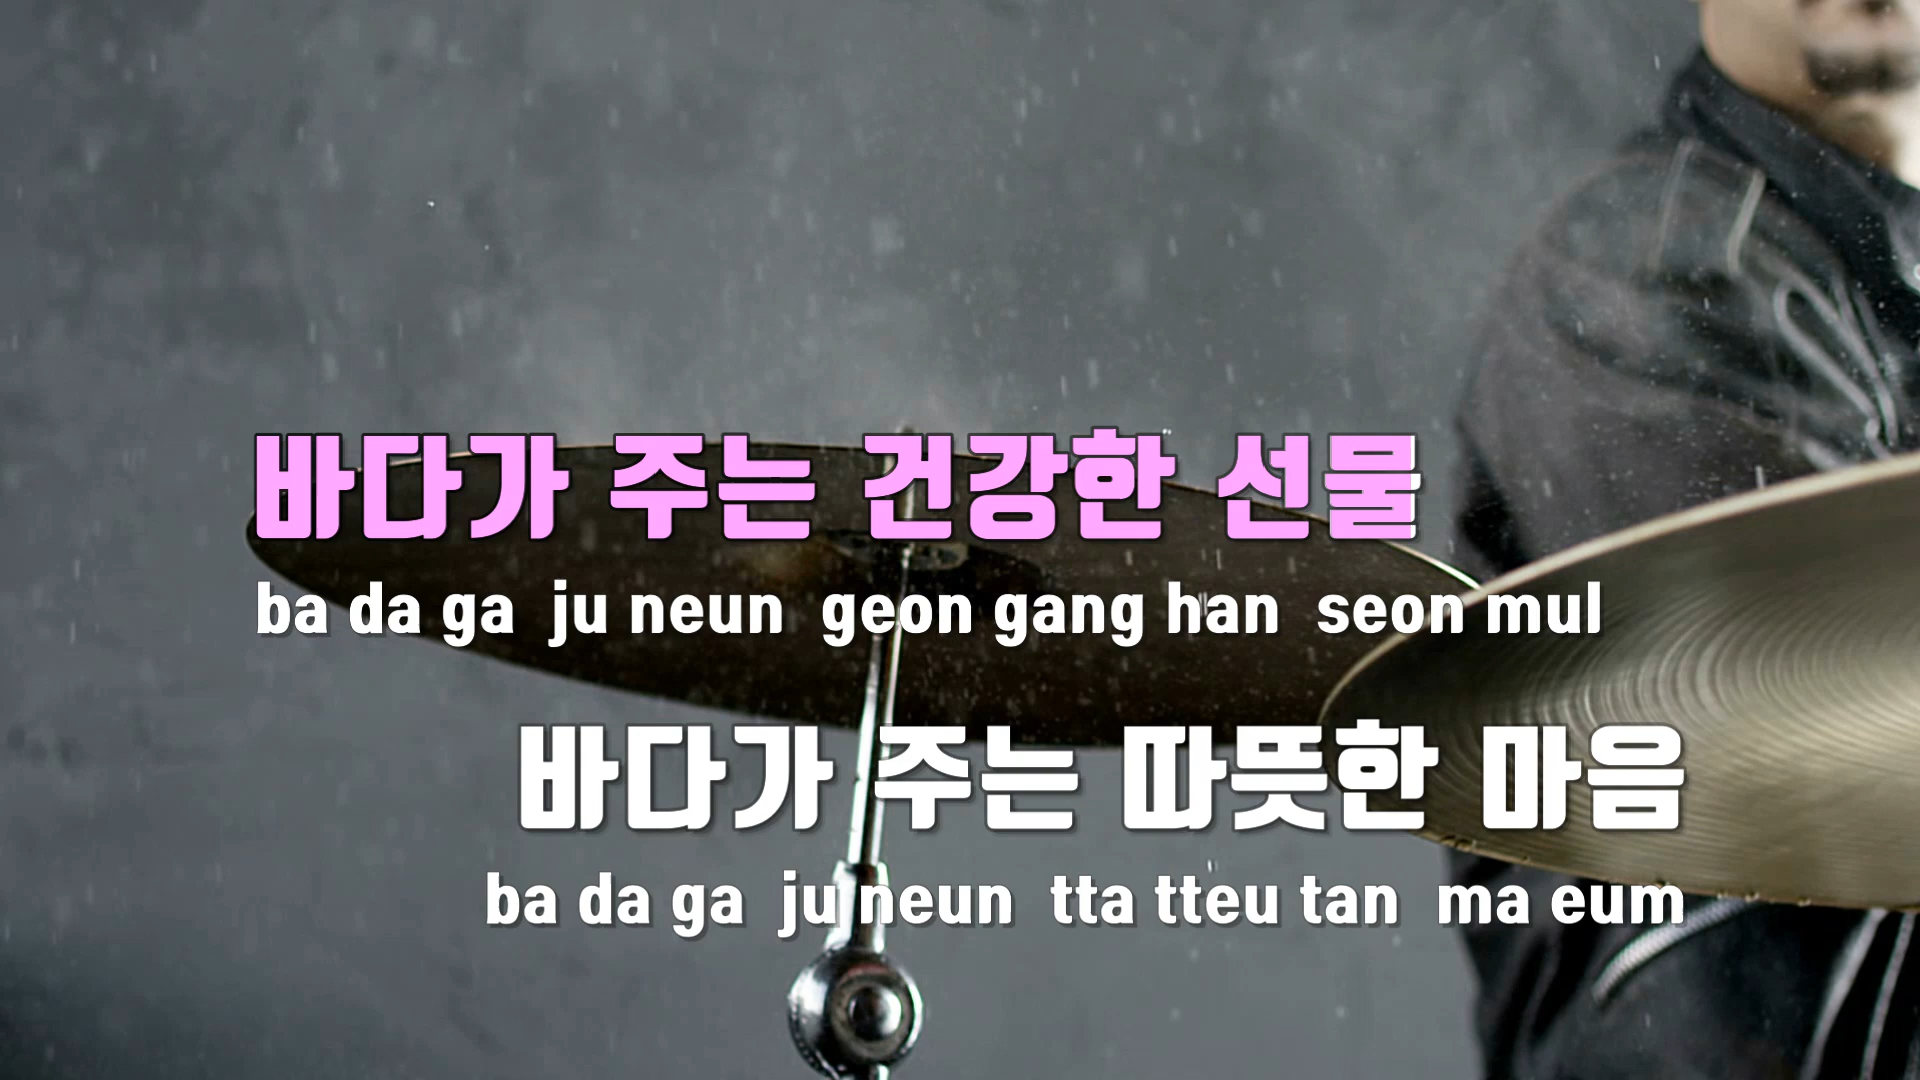 바다가 주는 건강한 선물
ba da ga ju neun geon gang han seon mul
바다가 주는 따뜻한 마음
ba da ga ju neun tta tteu tan ma eum